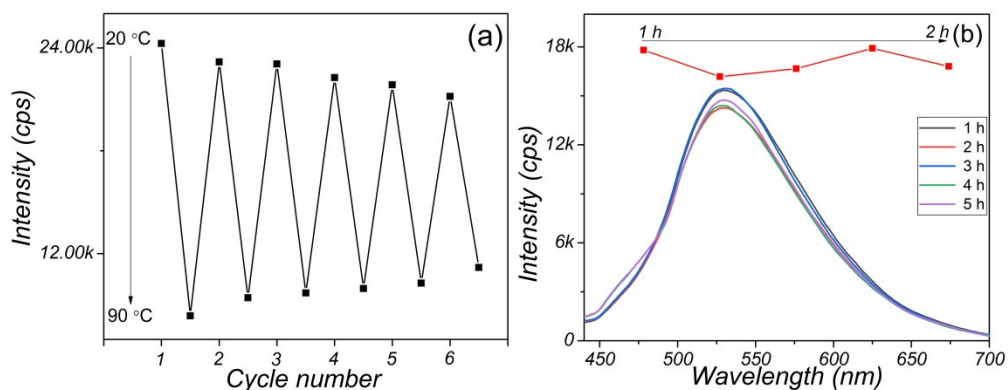 (a)
20 °C
24.00k
12.00k
90 °C
Intensity (cps)
1 2 3 4 5 6
Cycle number
(b)
1 h 2 h
18k
12k
6k
0
Intensity (cps)
1 h
2 h
3 h
4 h
5 h
450 500 550 600 650 700
Wavelength (nm)